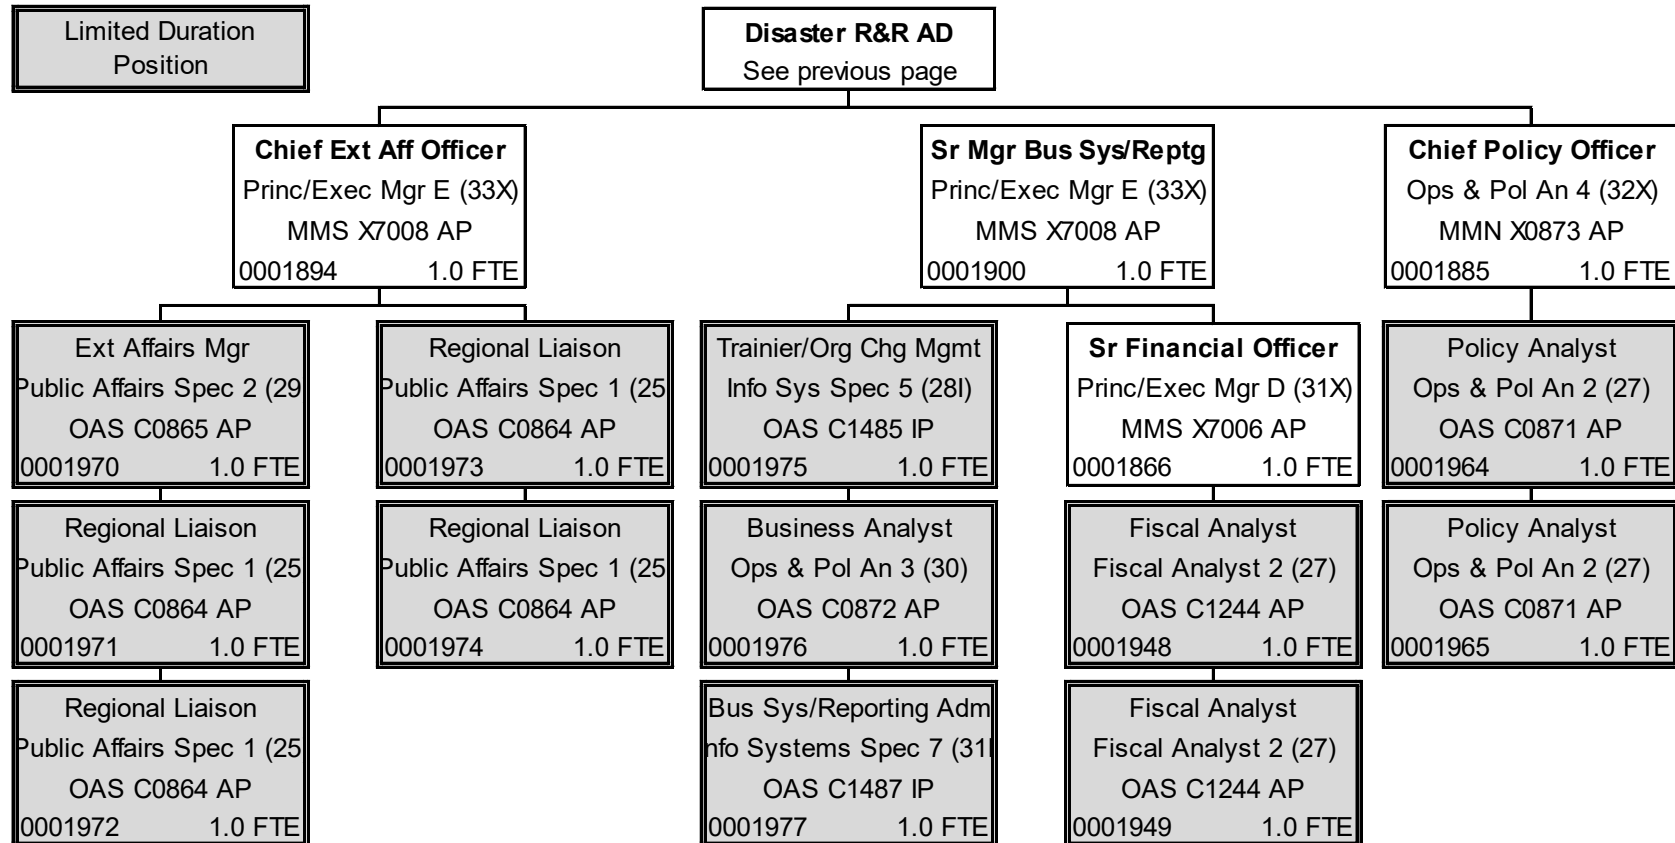 Limited Duration
Position
Disaster R&R AD
See previous page
Chief Ext Aff Officer
Princ/Exec Mgr E (33X)
MMS X7008 AP
0001894 1.0 FTE
Sr Mgr Bus Sys/Reptg
Princ/Exec Mgr E (33X)
MMS X7008 AP
0001900 1.0 FTE
Chief Policy Officer
Ops & Pol An 4 (32X)
MMN X0873 AP
0001885 1.0 FTE
Ext Affairs Mgr
Public Affairs Spec 2 (29
OAS C0865 AP
0001970 1.0 FTE
Regional Liaison
Public Affairs Spec 1 (25
OAS C0864 AP
0001973 1.0 FTE
Trainier/Org Chg Mgmt
Info Sys Spec 5 (28I)
OAS C1485 IP
0001975 1.0 FTE
Sr Financial Officer
Princ/Exec Mgr D (31X)
MMS X7006 AP
0001866 1.0 FTE
Policy Analyst
Ops & Pol An 2 (27)
OAS C0871 AP
0001964 1.0 FTE
Regional Liaison
Public Affairs Spec 1 (25
OAS C0864 AP
0001971 1.0 FTE
Regional Liaison
Public Affairs Spec 1 (25
OAS C0864 AP
0001974 1.0 FTE
Business Analyst
Ops & Pol An 3 (30)
OAS C0872 AP
0001976 1.0 FTE
Fiscal Analyst
Fiscal Analyst 2 (27)
OAS C1244 AP
0001948 1.0 FTE
Policy Analyst
Ops & Pol An 2 (27)
OAS C0871 AP
0001965 1.0 FTE
Regional Liaison
Public Affairs Spec 1 (25
OAS C0864 AP
0001972 1.0 FTE
Bus Sys/Reporting Adm
nfo Systems Spec 7 (31I
OAS C1487 IP
0001977 1.0 FTE
Fiscal Analyst
Fiscal Analyst 2 (27)
OAS C1244 AP
0001949 1.0 FTE